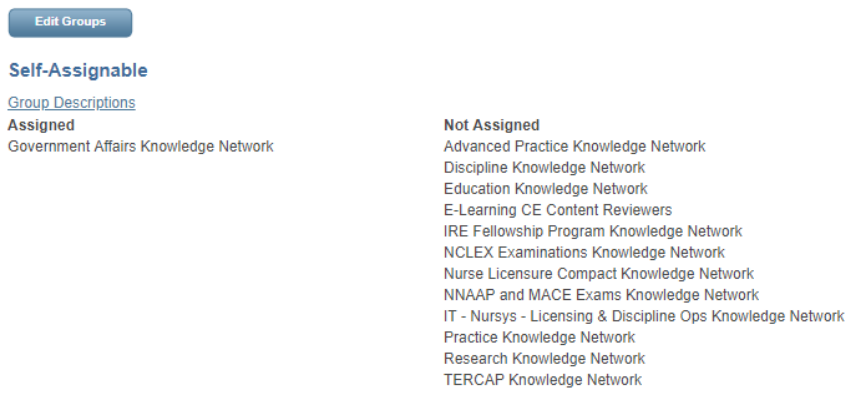 Edit Groups
Self-Assignable
Group Descriptions
Assigned
Government Affairs Knowledge Network
Not Assigned
Advanced Practice Knowledge Network
Discipline Knowledge Network
Education Knowledge Network
E-Learning CE Content Reviewers
IRE Fellowship Program Knowledge Network
NCLEX Examinations Knowledge Network
Nurse Licensure Compact Knowledge Network
NNAAP and MACE Exams Knowledge Network
IT - Nursys - Licensing & Discipline Ops Knowledge Network
Practice Knowledge Network
Research Knowledge Network
TERCAP Knowledge Network